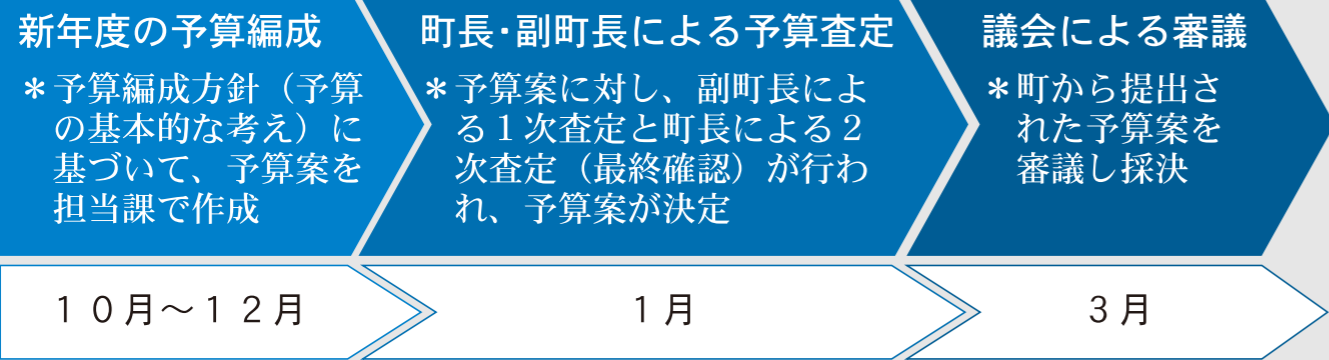 新年度の予算編成
＊予算編成方針（予算
の基本的な考え）に
基づいて、予算案を
担当課で作成
町長・副町長による予算査定
＊予算案に対し、副町長によ
る１次査定と町長による２
次査定（最終確認）が行わ
れ、予算案が決定
議会による審議
＊町から提出さ
れた予算案を
審議し採決
１０月～１２月
１月
３月